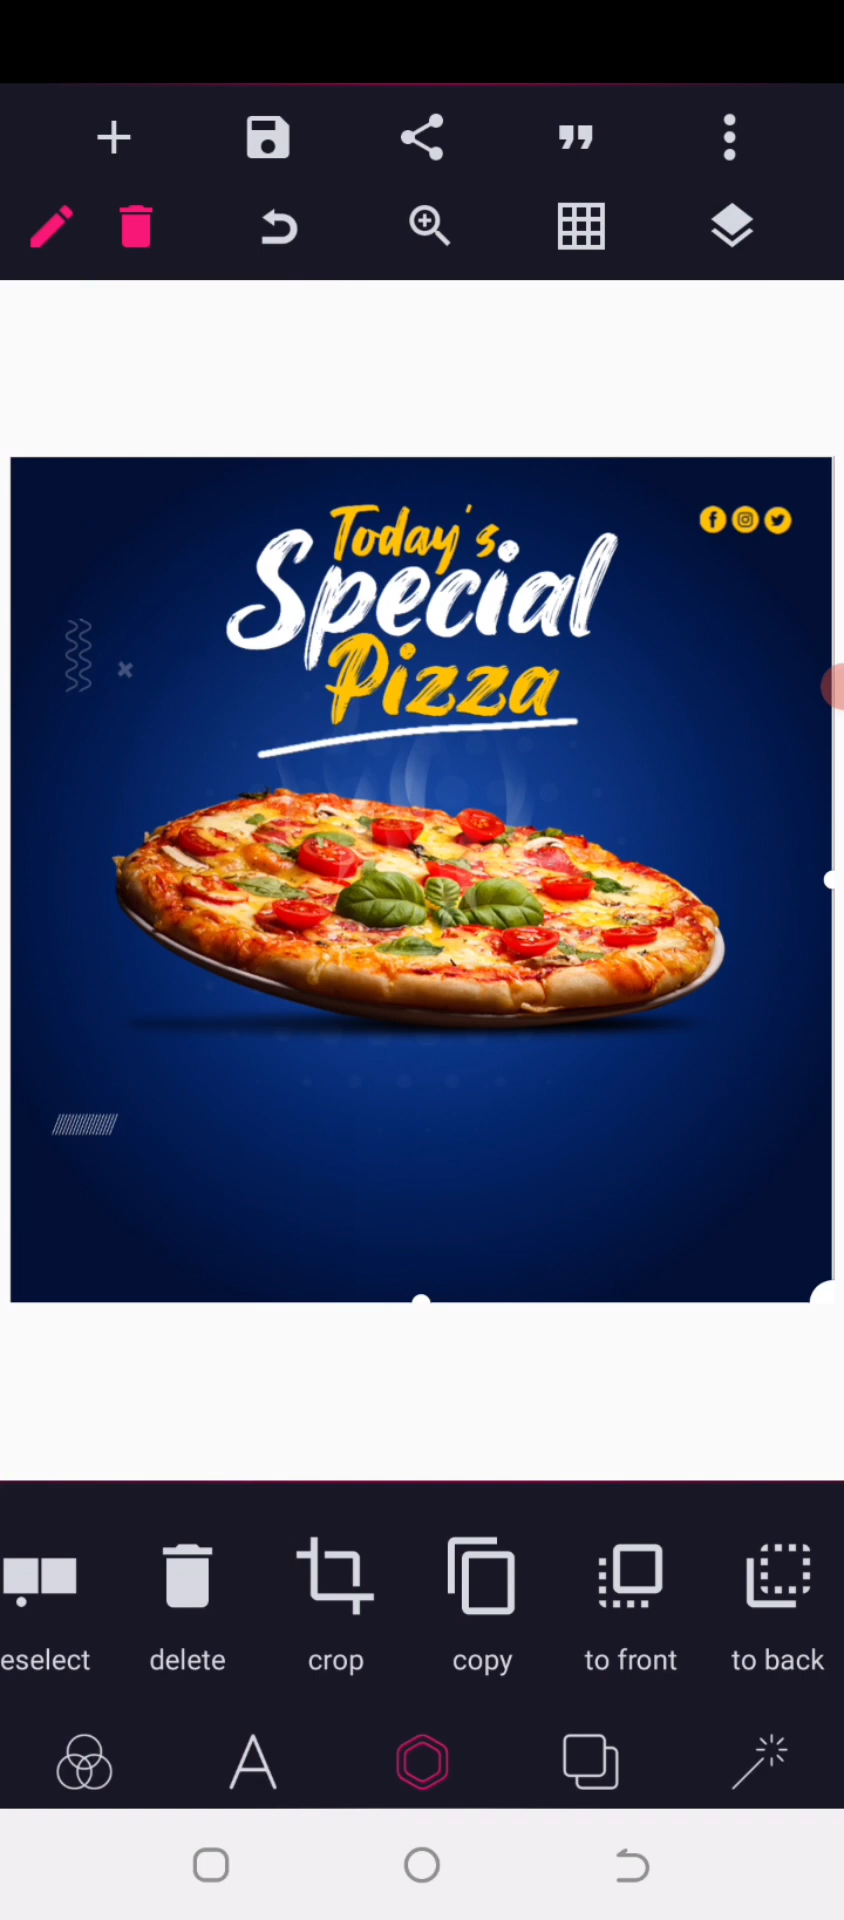 Today's
Special
Pizza
eselect
delete
crop
copy
to front
to back